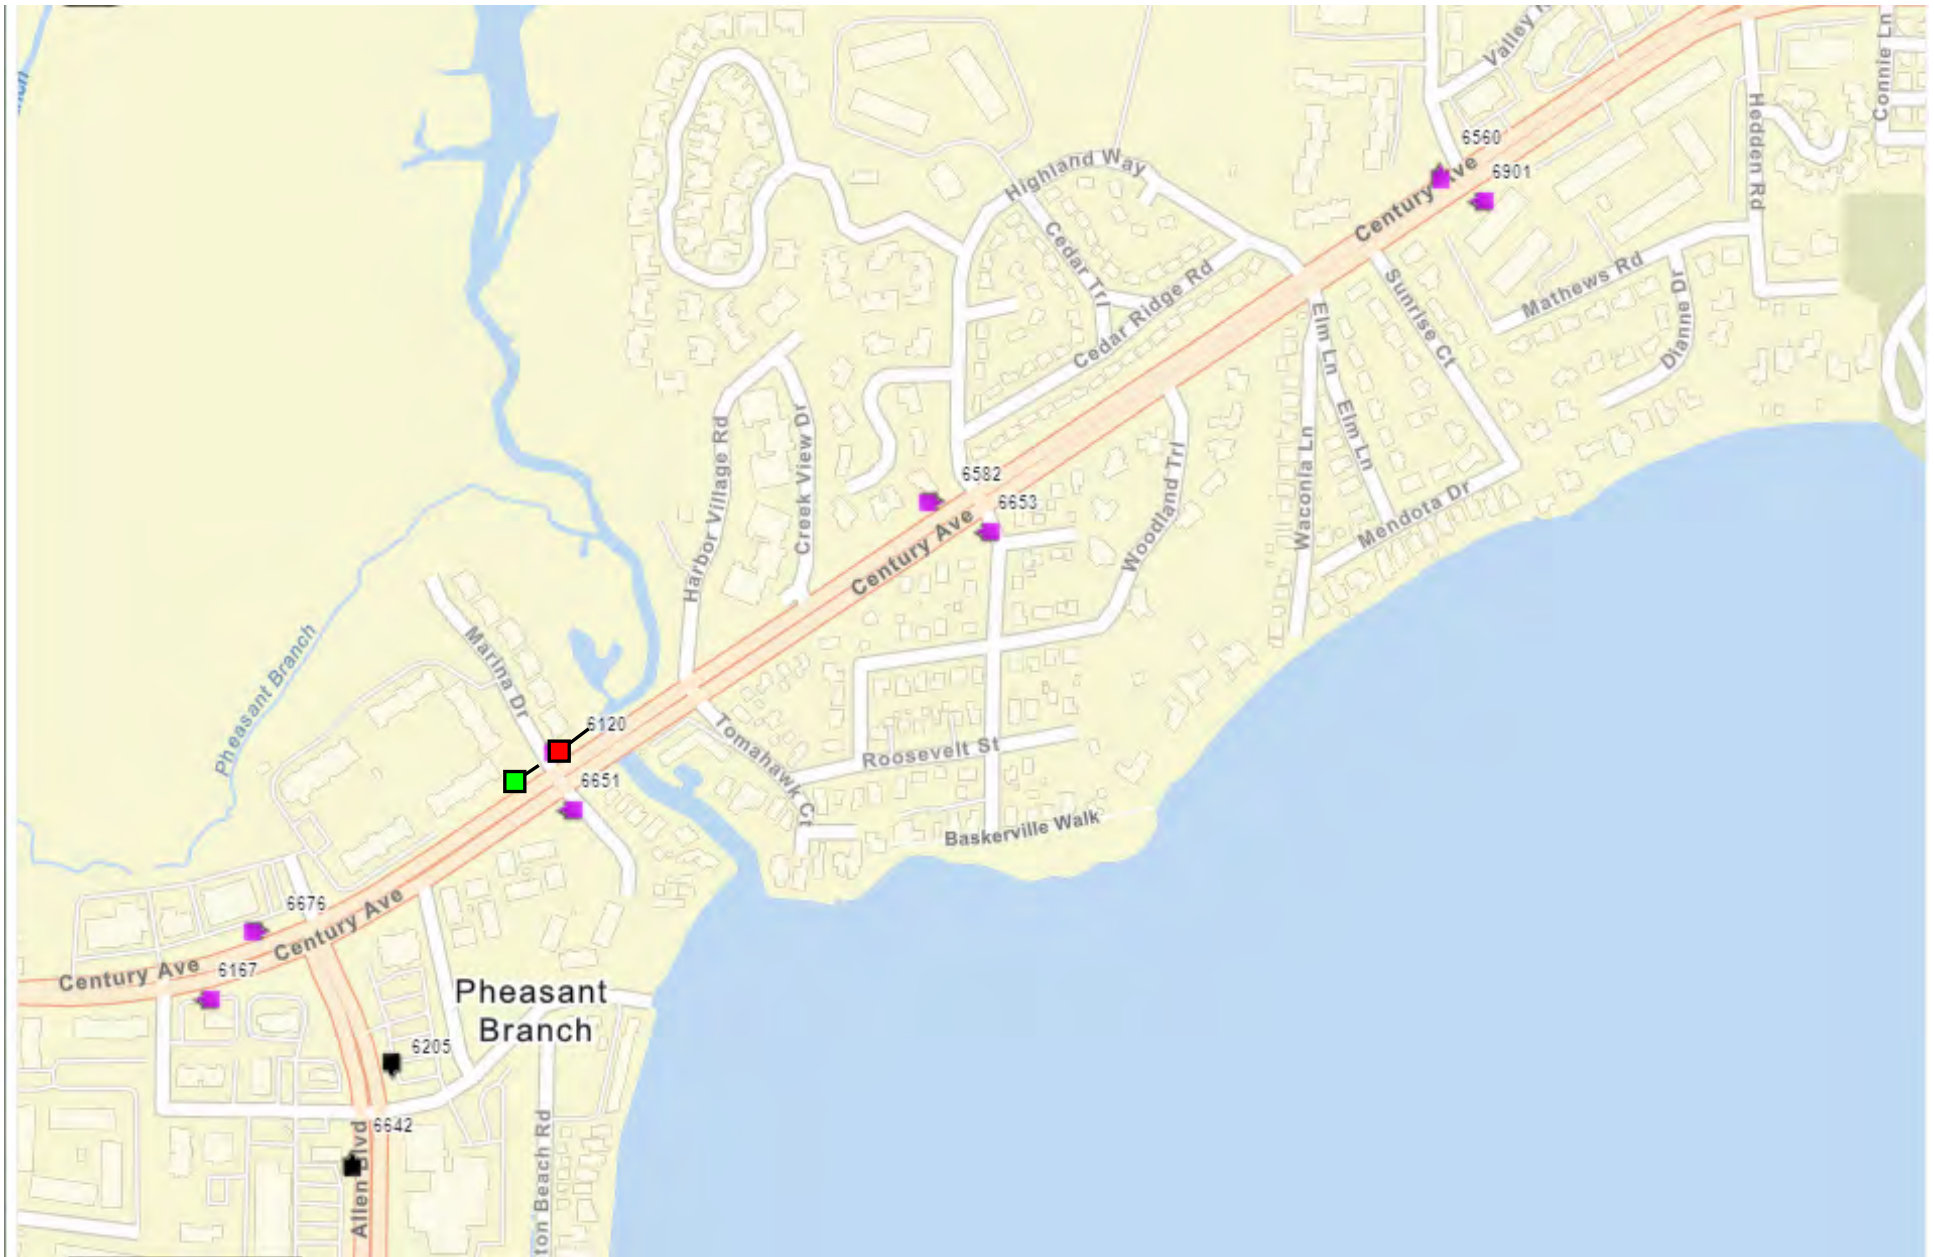 Valley
Connie Ln
Hedden Rd
6560
6901
Century Ave
Highland Way
Cedar Trl
Cedar Ridge Rd
Sunrise Ct
Mathews Rd
Dianne Dr
Elm Ln
Elm Ln
Waconia Ln
Mendota Dr
Harbor Village Rd
Creek View Dr
6582
6653
Century Ave
Woodland Trl
Pheasant Branch
Marina Dr
6120
6651
Tomahawk Ct
Roosevelt St
Baskerville Walk
6676
Century Ave
Century Ave
6167
Pheasant
Branch
6205
6642
Allen Blvd
ton Beach Rd